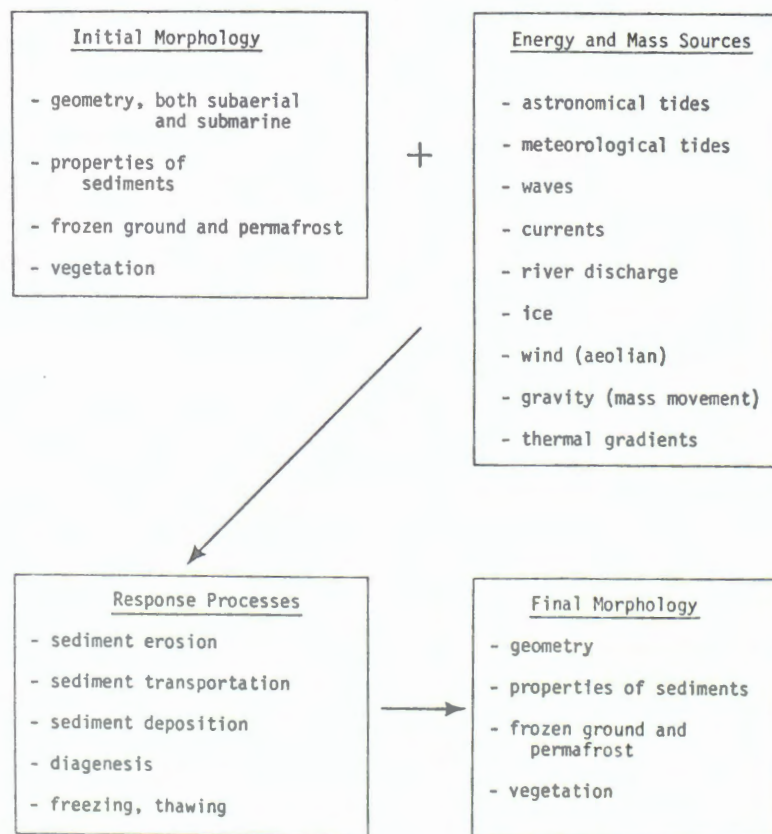 Initial Morphology
- geometry, both subaerial
and submarine
- properties of
sediments
- frozen ground and permafrost
- vegetation
+
Energy and Mass Sources
- astronomical tides
- meteorological tides
- waves
- currents
- river discharge
- ice
- wind (aeolian)
- gravity (mass movement)
- thermal gradients
Response Processes
- sediment erosion
- sediment transportation
- sediment deposition
- diagenesis
- freezing, thawing
Final Morphology
- geometry
- properties of sediments
- frozen ground and
permafrost
- vegetation